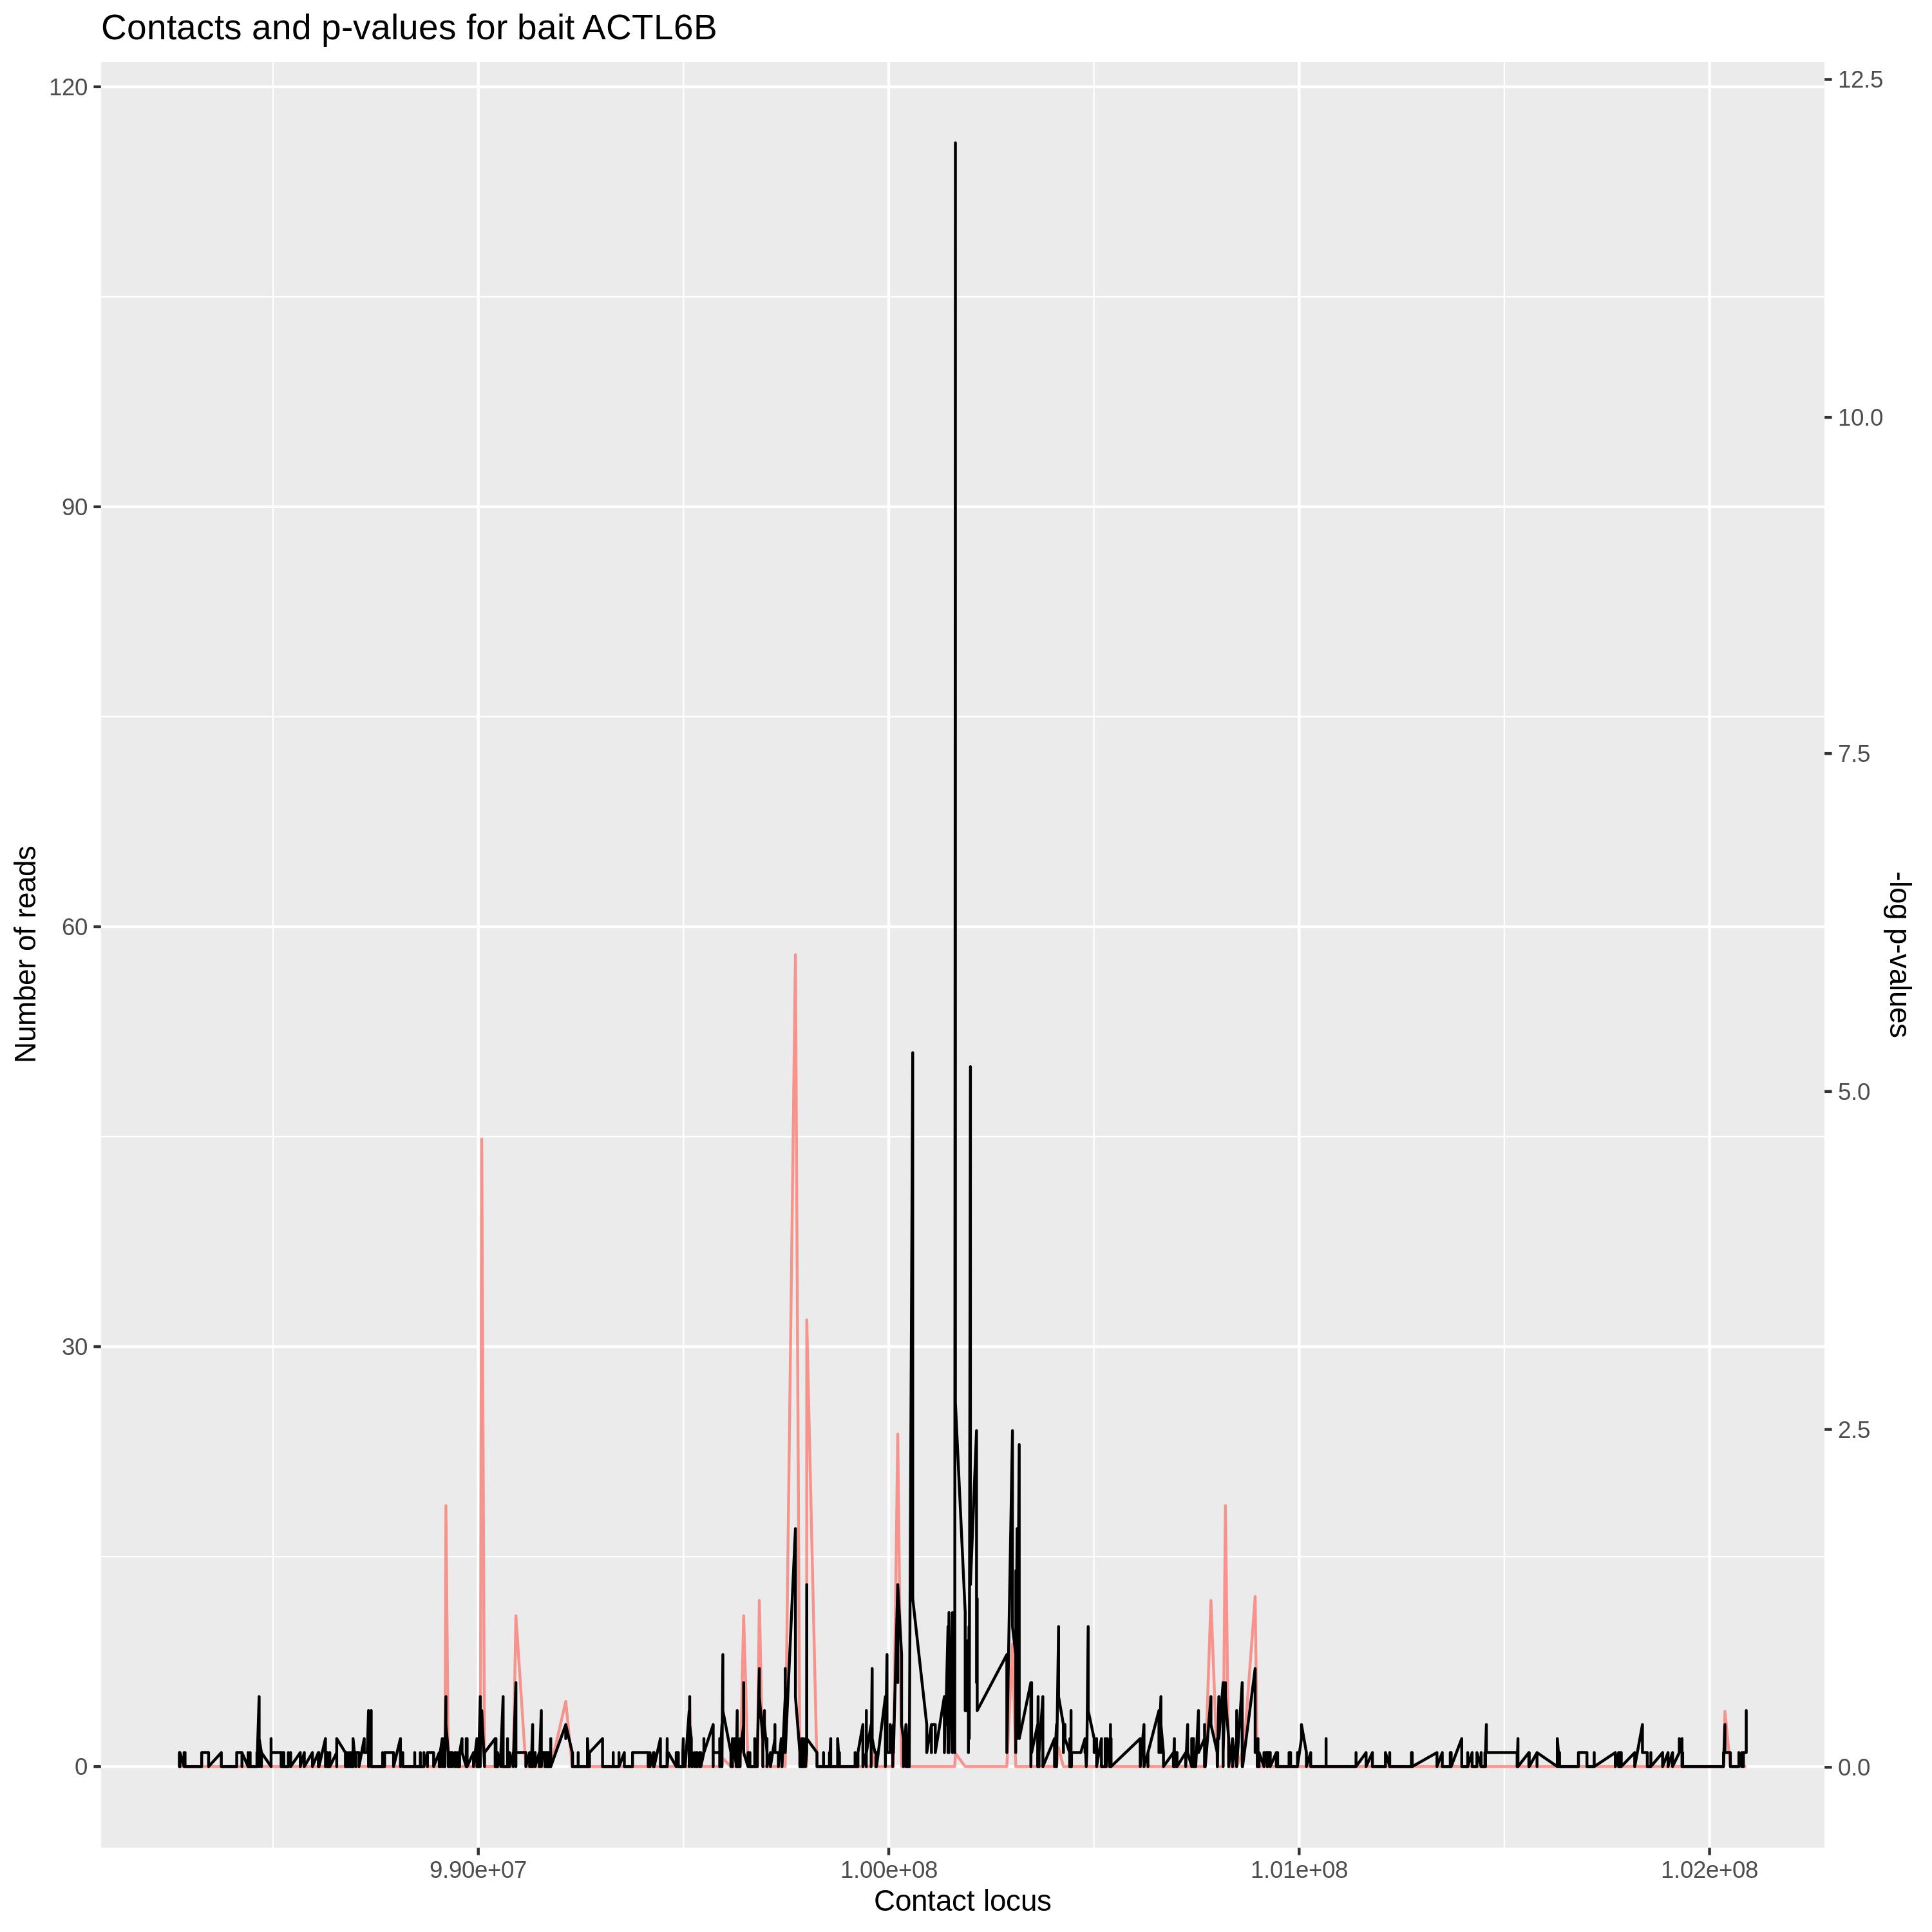 Contacts and p-values for bait ACTL6B
120
90
60
30
0
Number of reads
12.5
10.0
7.5
5.0
2.5
0.0
-log p-values
9.90e+07 1.00e+08 1.01e+08 1.02e+08
Contact locus